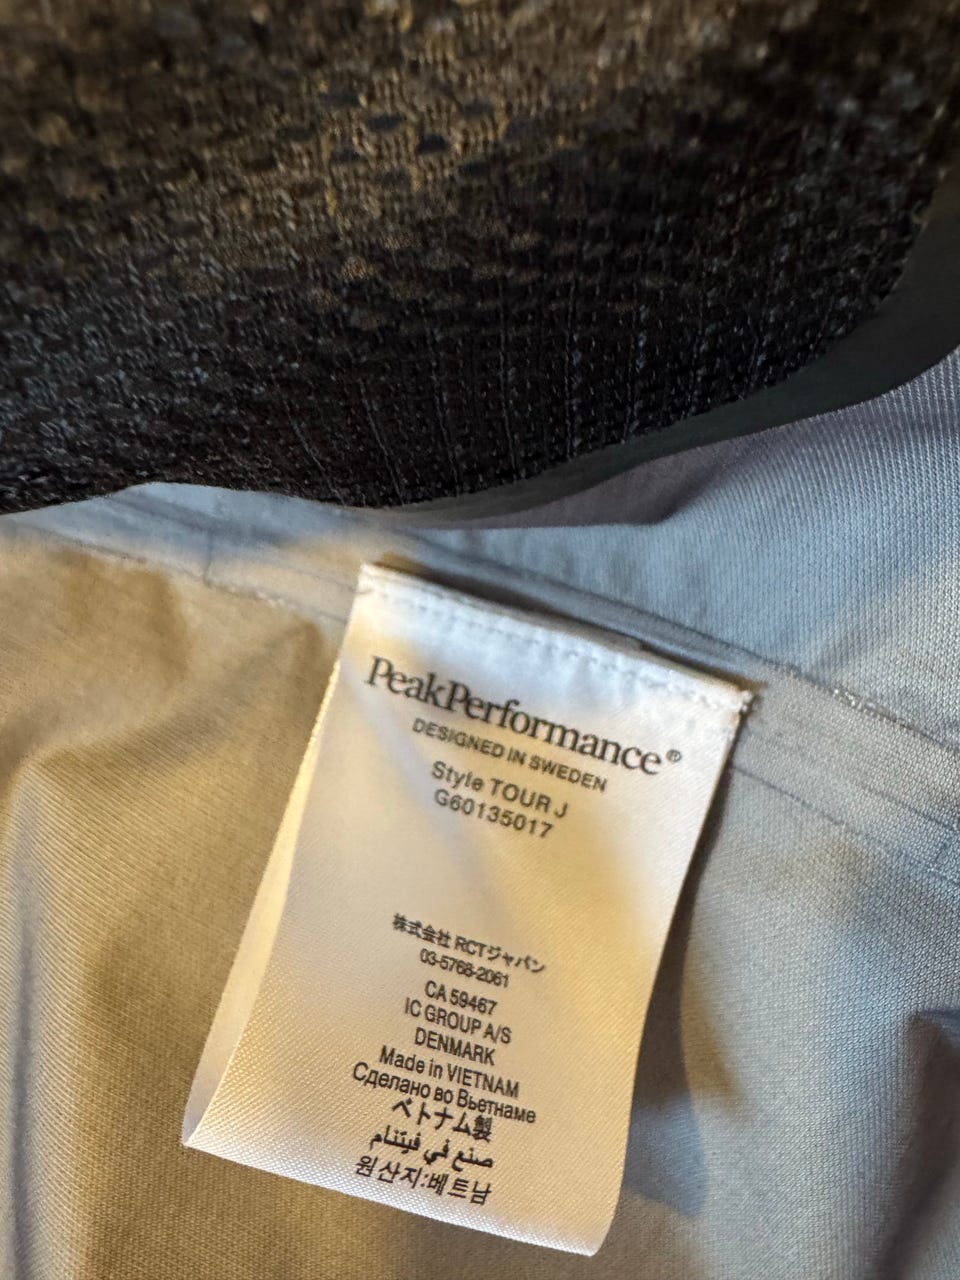 PeakPerformance®
DESIGNED IN SWEDEN
Style TOUR J
G60135017
株式会社 RCTジャパン
03-5768-2061
CA 59467
IC GROUP A/S
DENMARK
Made in VIETNAM
Сделано во Вьетнаме
ベトナム製
صنع في فيتنام
원산지:베트남